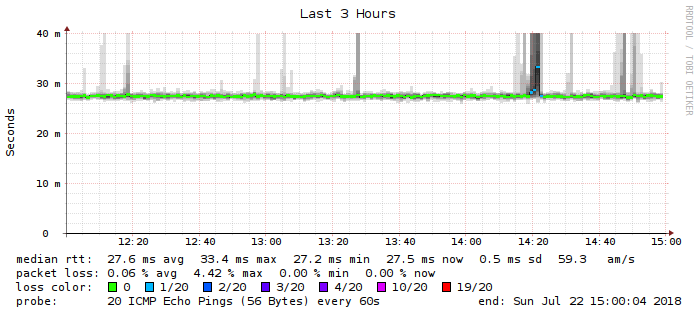 Last 3 Hours
RRDTOOL / TOBI OETIKER
Seconds
40 m
30 m
20 m
10 m
0
12:20 12:40 13:00 13:20 13:40 14:00 14:20 14:40 15:00
median rtt: 27.6 ms avg 33.4 ms max 27.2 ms min 27.5 ms now 0.5 ms sd 59.3 am/s
packet loss: 0.06 % avg 4.42 % max 0.00 % min 0.00 % now
loss color: 0 1/20 2/20 3/20 4/20 10/20 19/20
probe: 20 ICMP Echo Pings (56 Bytes) every 60s end: Sun Jul 22 15:00:04 2018